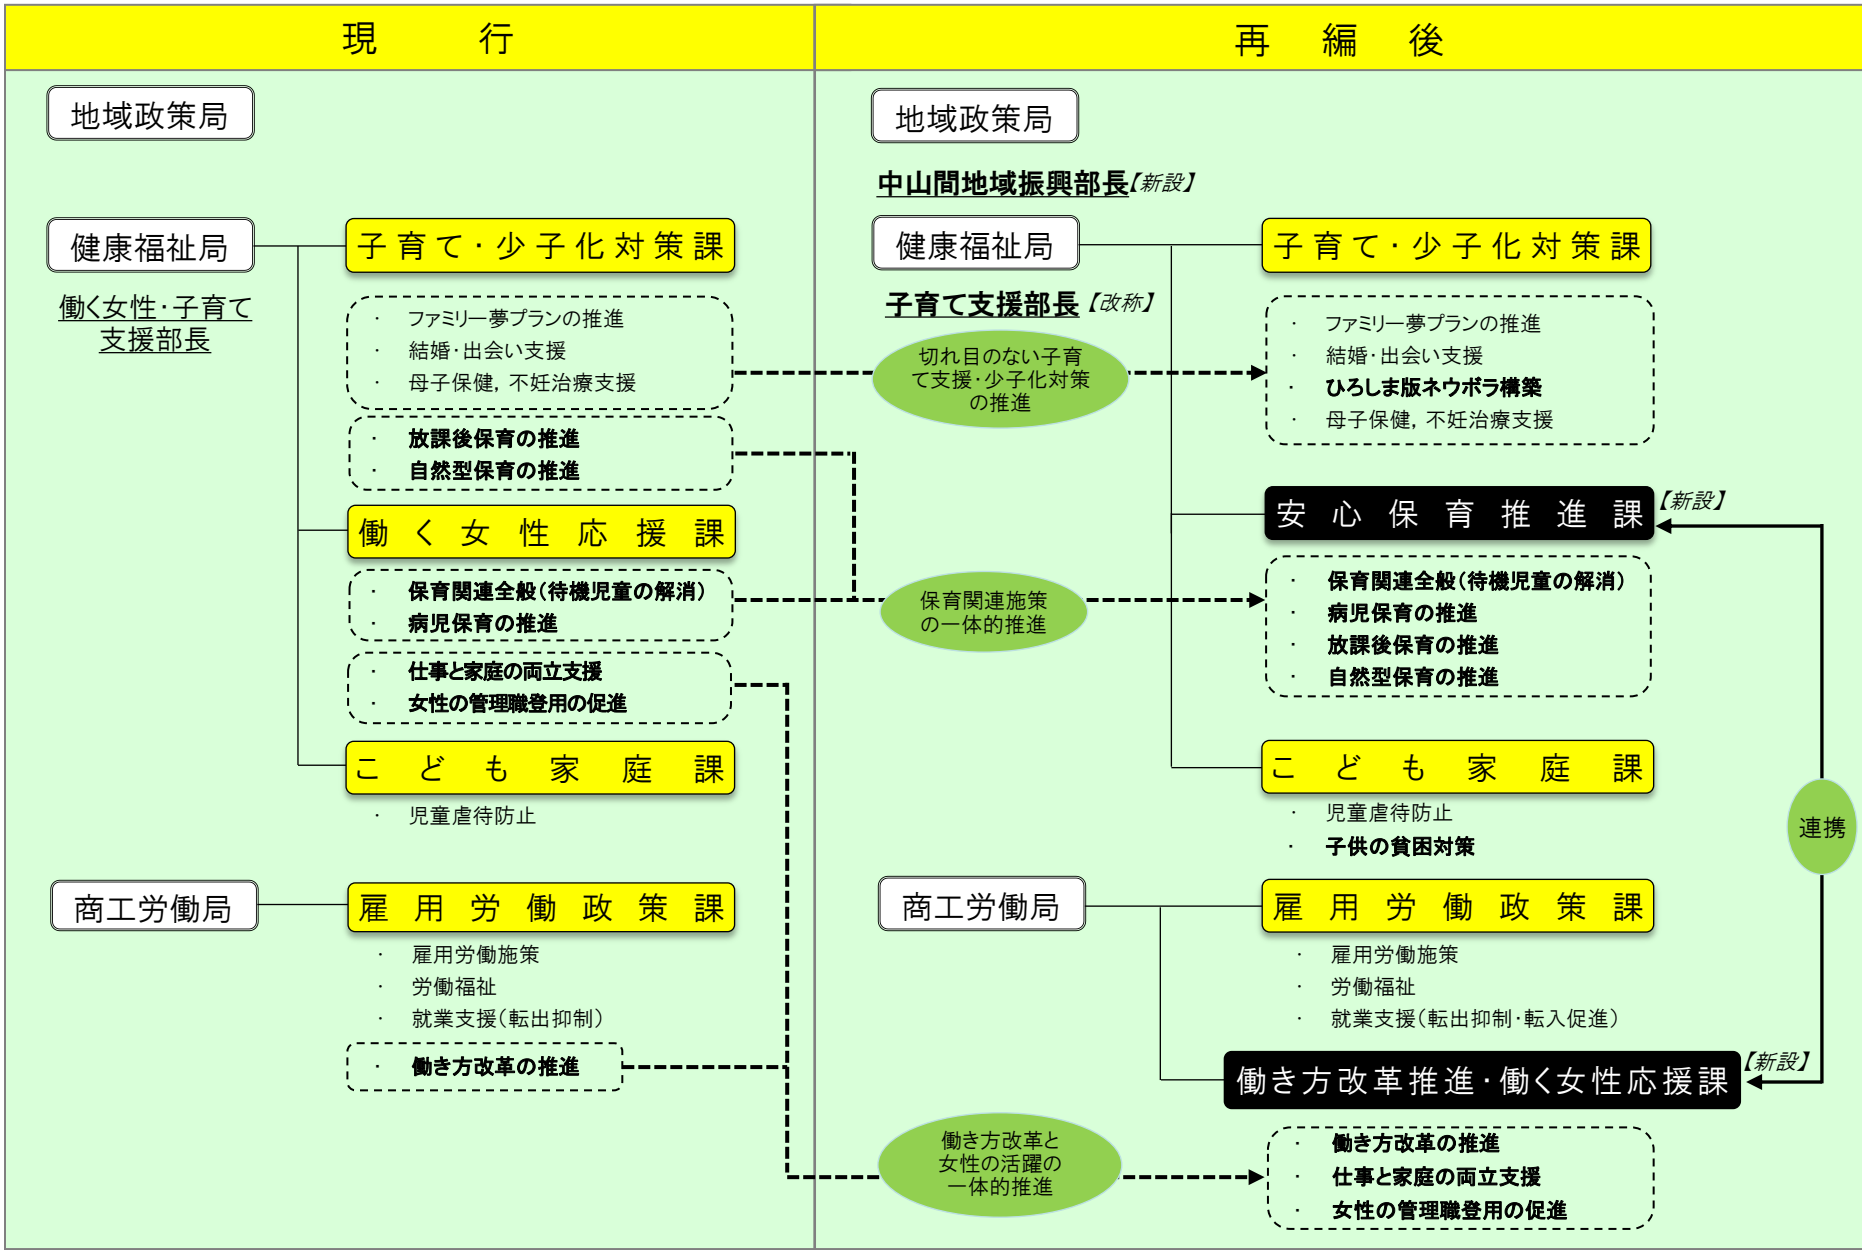 現行
地域政策局
健康福祉局
働く女性・子育て
支援部長
子育て・少子化対策課
・ ファミリー夢プランの推進
・ 結婚・出会い支援
・ 母子保健，不妊治療支援
・ 放課後保育の推進
・ 自然型保育の推進
働く女性応援課
・ 保育関連全般（待機児童の解消）
・ 病児保育の推進
・ 仕事と家庭の両立支援
・ 女性の管理職登用の促進
こども家庭課
・ 児童虐待防止
商工労働局
雇用労働政策課
・ 雇用労働施策
・ 労働福祉
・ 就業支援（転出抑制）
・ 働き方改革の推進
再編後
地域政策局
中山間地域振興部長【新設】
健康福祉局
子育て支援部長【改称】
切れ目のない子育
て支援・少子化対策
の推進
子育て・少子化対策課
・ ファミリー夢プランの推進
・ 結婚・出会い支援
・ ひろしま版ネウボラ構築
・ 母子保健，不妊治療支援
安心保育推進課【新設】
保育関連施策
の一体的推進
・ 保育関連全般（待機児童の解消）
・ 病児保育の推進
・ 放課後保育の推進
・ 自然型保育の推進
こども家庭課
・ 児童虐待防止
・ 子供の貧困対策
連携
商工労働局
雇用労働政策課
・ 雇用労働施策
・ 労働福祉
・ 就業支援（転出抑制・転入促進）
働き方改革推進・働く女性応援課【新設】
働き方改革と
女性の活躍の
一体的推進
・ 働き方改革の推進
・ 仕事と家庭の両立支援
・ 女性の管理職登用の促進